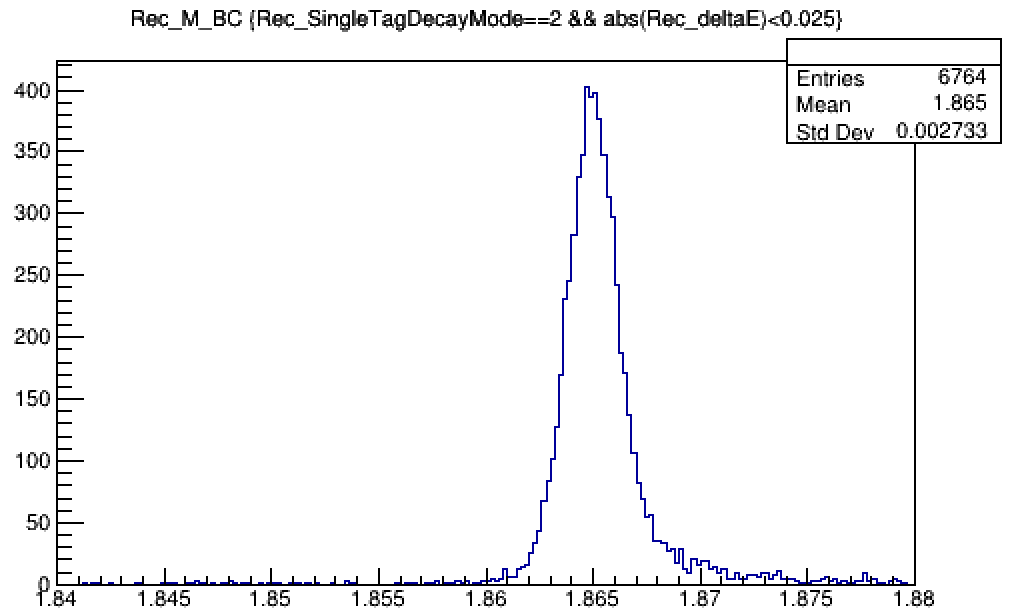 Rec_M_BC {Rec_SingleTagDecayMode==2 && abs(Rec_deltaE)<0.025}
Entries 6764
Mean 1.865
Std Dev 0.002733
400
350
300
250
200
150
100
50
0
1.84 1.845 1.85 1.855 1.86 1.865 1.87 1.875 1.88